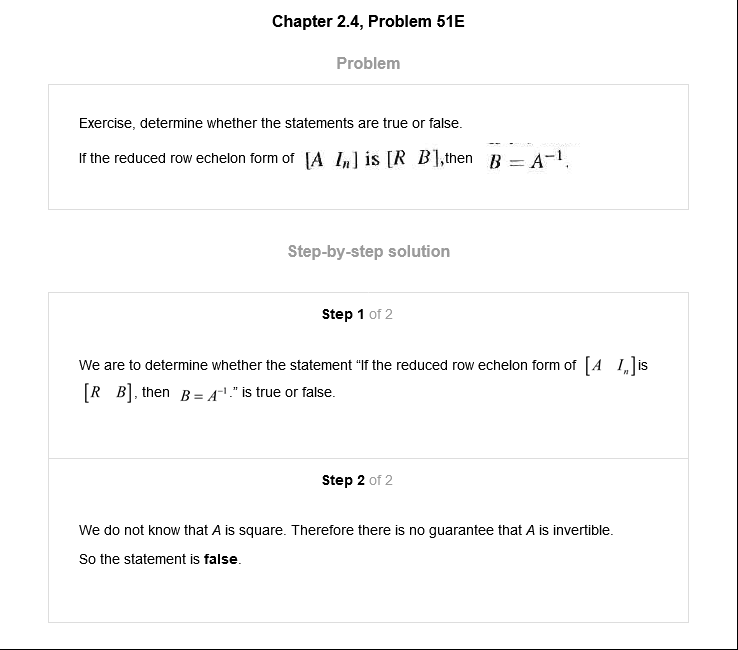 Chapter 2.4, Problem 51E
Problem
Exercise, determine whether the statements are true or false.
If the reduced row echelon form of [A Iₙ] is [R B],then B = A⁻¹.
Step-by-step solution
Step 1 of 2
We are to determine whether the statement “If the reduced row echelon form of [A Iₙ] is
[R B], then B = A⁻¹.” is true or false.
Step 2 of 2
We do not know that A is square. Therefore there is no guarantee that A is invertible.
So the statement is false.